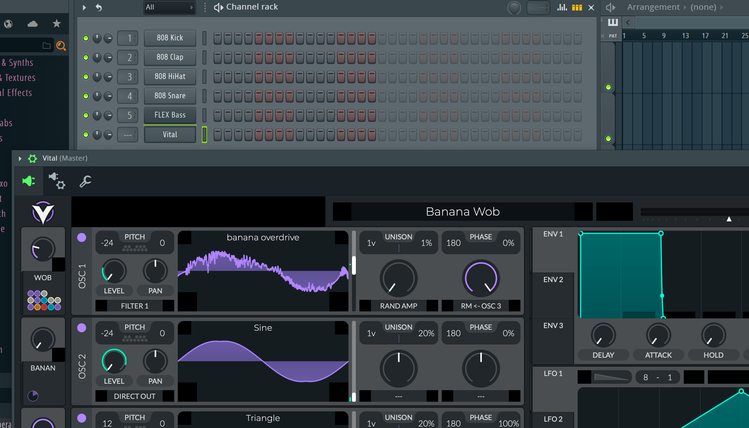 All
Channel rack
Arrangement
(none)
& Synths
& Textures
al Effects
abs
s
1 808 Kick
2 808 Clap
3 808 HiHat
4 808 Snare
5 FLEX Bass
--- Vital
PAT
1 5 9 13 17 21 25
Vital (Master)
Banana Wob
WOB
BANAN
OSC 1
-24 PITCH 0
LEVEL PAN
FILTER 1
banana overdrive
1v UNISON 1%
RAND AMP
180 PHASE 0%
RM <- OSC 3
OSC 2
-24 PITCH 0
LEVEL PAN
DIRECT OUT
Sine
1v UNISON 20%
---
180 PHASE 0%
---
12 PITCH 0
Triangle
1v UNISON 20%
180 PHASE 100%
ENV 1
ENV 2
ENV 3
DELAY ATTACK HOLD
LFO 1
8 - 1
LFO 2